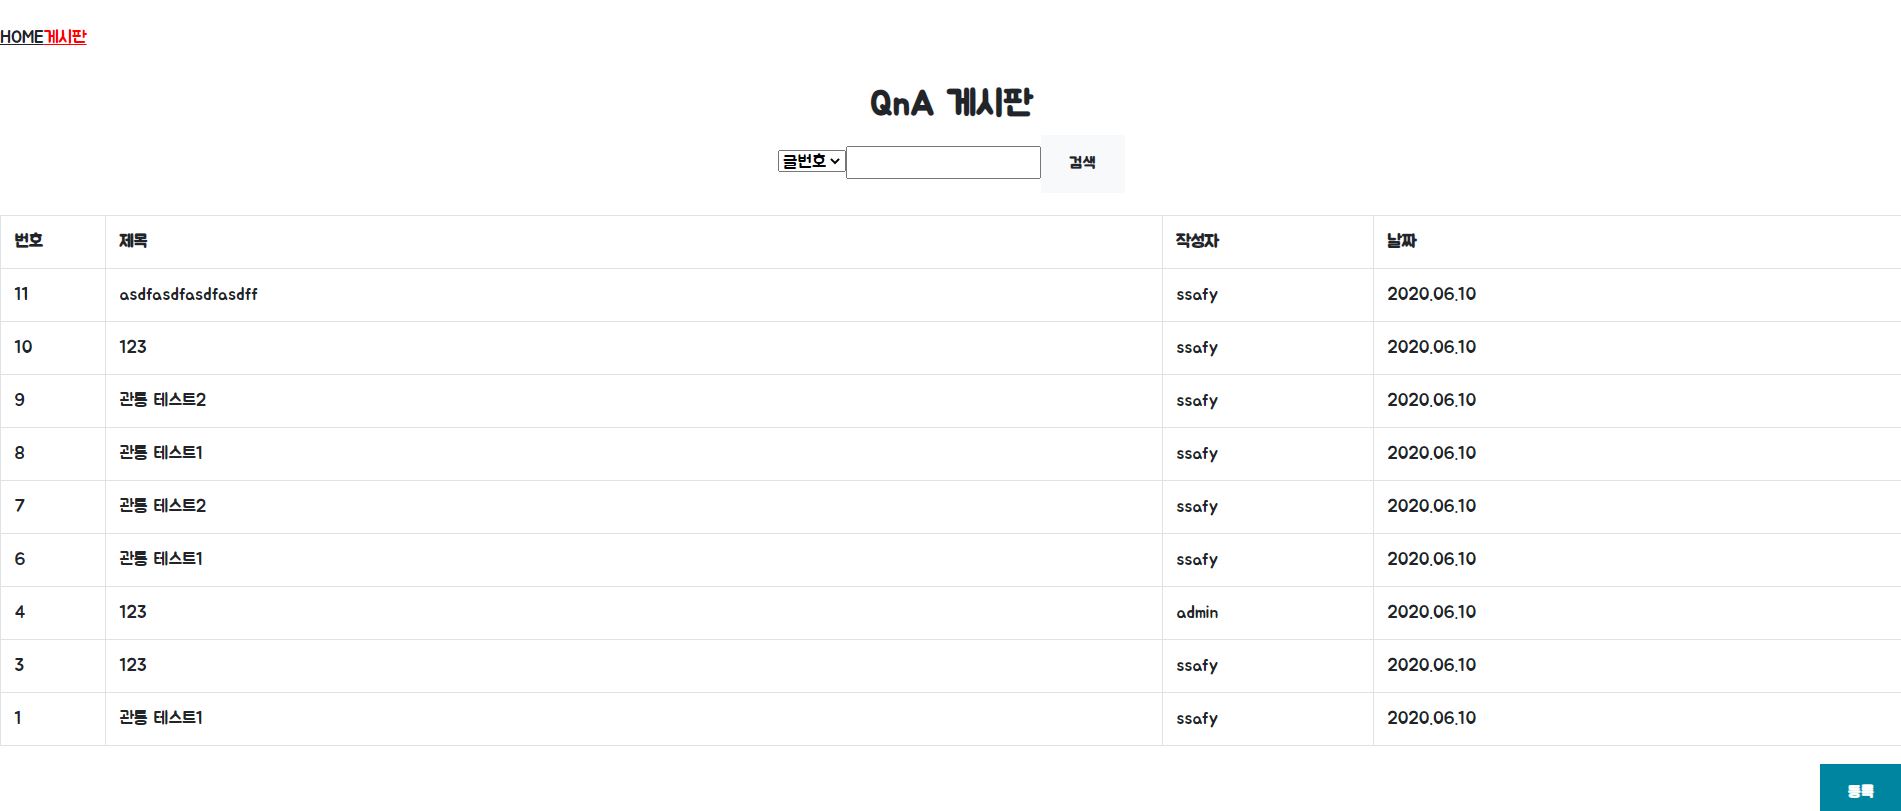 HOME게시판
QnA 게시판
글번호 검색
번호 제목 작성자 날짜
11 asdfasdfasdfasdff ssafy 2020.06.10
10 123 ssafy 2020.06.10
9 관통 테스트2 ssafy 2020.06.10
8 관통 테스트1 ssafy 2020.06.10
7 관통 테스트2 ssafy 2020.06.10
6 관통 테스트1 ssafy 2020.06.10
4 123 admin 2020.06.10
3 123 ssafy 2020.06.10
1 관통 테스트1 ssafy 2020.06.10
등록